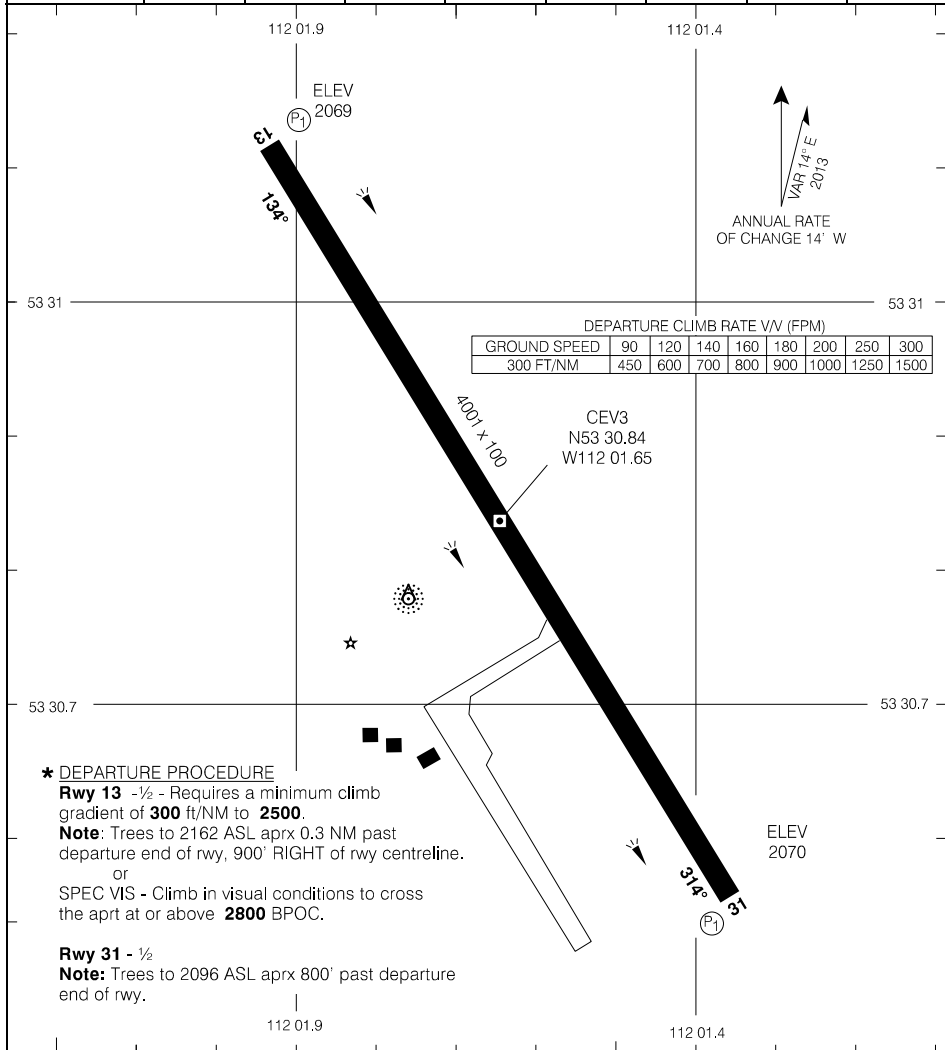 112 01.9
112 01.4
ELEV
2069
P1
13
134°
VAR 14° E
2013
ANNUAL RATE
OF CHANGE 14' W
53 31
53 31
DEPARTURE CLIMB RATE V/V (FPM)
GROUND SPEED 90 120 140 160 180 200 250 300
300 FT/NM 450 600 700 800 900 1000 1250 1500
4001 x 100
CEV3
N53 30.84
W112 01.65
53 30.7
53 30.7
* DEPARTURE PROCEDURE
Rwy 13 -½ - Requires a minimum climb
gradient of 300 ft/NM to 2500.
Note: Trees to 2162 ASL aprx 0.3 NM past
departure end of rwy, 900' RIGHT of rwy centreline.
or
SPEC VIS - Climb in visual conditions to cross
the aprt at or above 2800 BPOC.
Rwy 31 - ½
Note: Trees to 2096 ASL aprx 800' past departure
end of rwy.
ELEV
2070
314°
31
P1
112 01.9
112 01.4